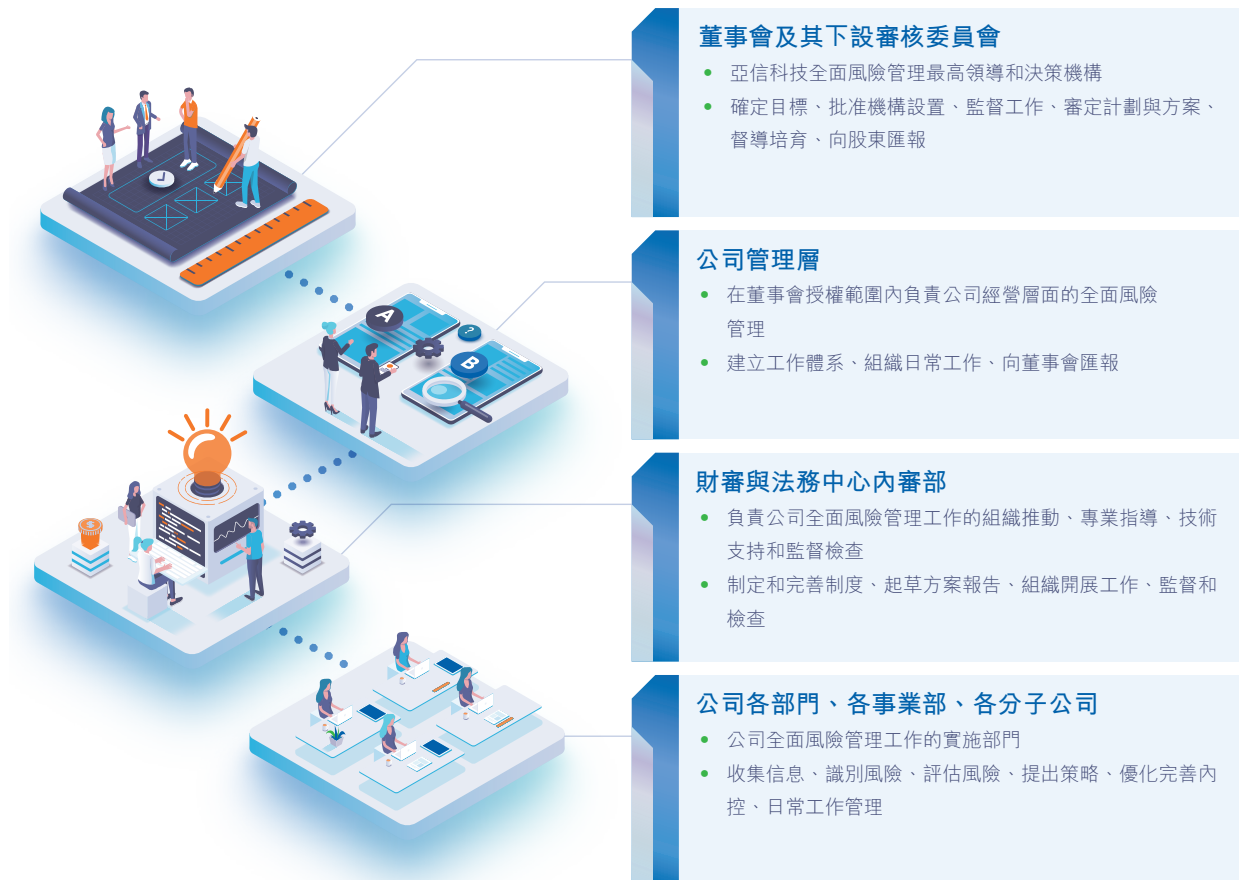 董事會及其下設審核委員會
• 亞信科技全面風險管理最高領導和決策機構
• 確定目標、批准機構設置、監督工作、審定計劃與方案、
督導培育、向股東匯報
A
?
B
公司管理層
• 在董事會授權範圍內負責公司經營層面的全面風險
管理
• 建立工作體系、組織日常工作、向董事會匯報
$
財審與法務中心內審部
• 負責公司全面風險管理工作的組織推動、專業指導、技術
支持和監督檢查
• 制定和完善制度、起草方案報告、組織開展工作、監督和
檢查
公司各部門、各事業部、各分子公司
• 公司全面風險管理工作的實施部門
• 收集信息、識別風險、評估風險、提出策略、優化完善內
控、日常工作管理